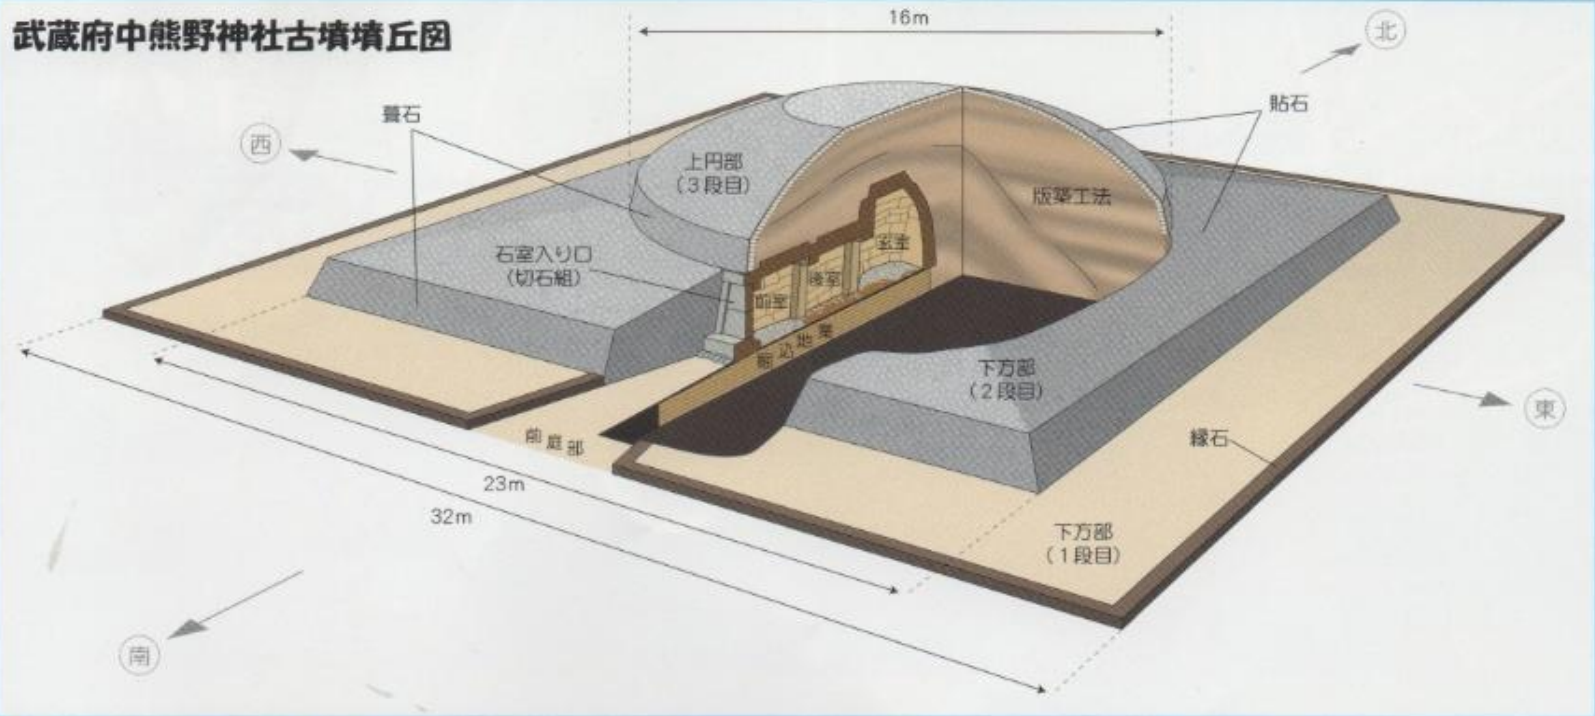 武蔵府中熊野神社古墳墳丘図
16m
北
葺石
貼石
西
上円部
（３段目）
版築工法
石室入り口
（切石組）
玄室
後室
前室
掘込地業
下方部
（２段目）
東
前庭部
縁石
23m
32m
下方部
（１段目）
南